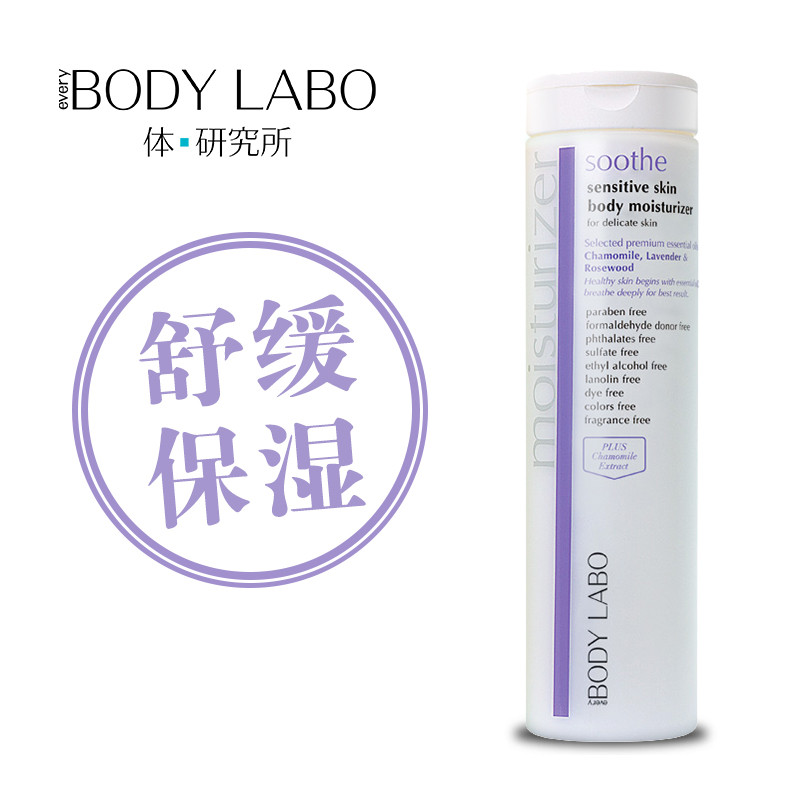 every BODY LABO
体·研究所
舒缓
保湿
moisturizer
soothe
sensitive skin
body moisturizer
for delicate skin
Selected premium essential
Chamomile, Lavender &
Rosewood
Healthy skin begins with
breathe deeply for best result.
paraben free
formaldehyde donor free
phthalates free
sulfate free
ethyl alcohol free
lanolin free
dye free
colors free
fragrance free
PLUS
Chamomile
Extract
every BODY LABO